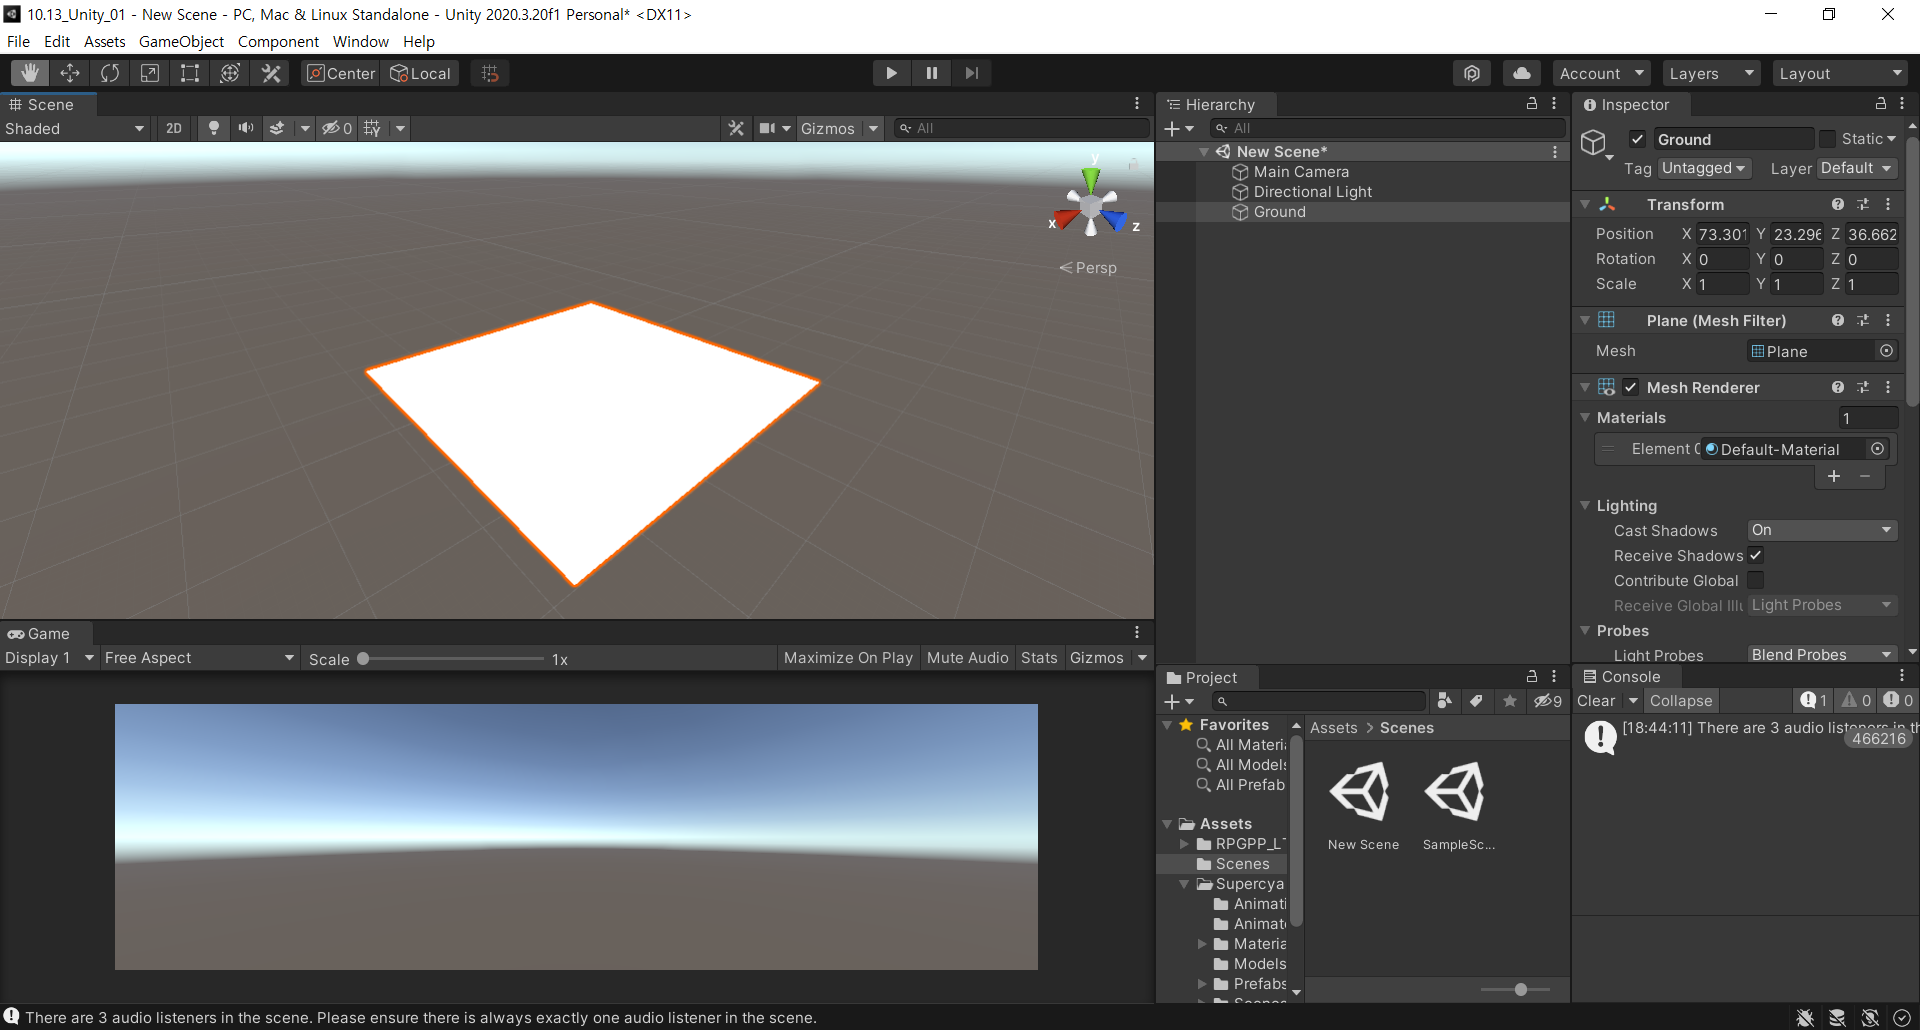 10.13_Unity_01 - New Scene - PC, Mac & Linux Standalone - Unity 2020.3.20f1 Personal* <DX11>
File Edit Assets GameObject Component Window Help
Center Local Account Layers Layout
Scene
Shaded 2D 0 Gizmos All
y
x z
Persp
Game
Display 1 Free Aspect Scale 1x Maximize On Play Mute Audio Stats Gizmos
Hierarchy
All
New Scene*
Main Camera
Directional Light
Ground
Inspector
Ground Static
Tag Untagged Layer Default
Transform
Position X 73.301 Y 23.296 Z 36.662
Rotation X 0 Y 0 Z 0
Scale X 1 Y 1 Z 1
Plane (Mesh Filter)
Mesh Plane
Mesh Renderer
Materials 1
Element 0 Default-Material
Lighting
Cast Shadows On
Receive Shadows
Contribute Global
Receive Global Illu Light Probes
Probes
Light Probes Blend Probes
Project
9
Favorites
All Materia
All Models
All Prefab
Assets
RPGPP_LT
Scenes
Supercya
Animati
Animat
Materia
Models
Prefabs
Scenes
Assets > Scenes
New Scene SampleSc...
Console
Clear Collapse 1 0 0
[18:44:11] There are 3 audio listeners in th
466216
There are 3 audio listeners in the scene. Please ensure there is always exactly one audio listener in the scene.